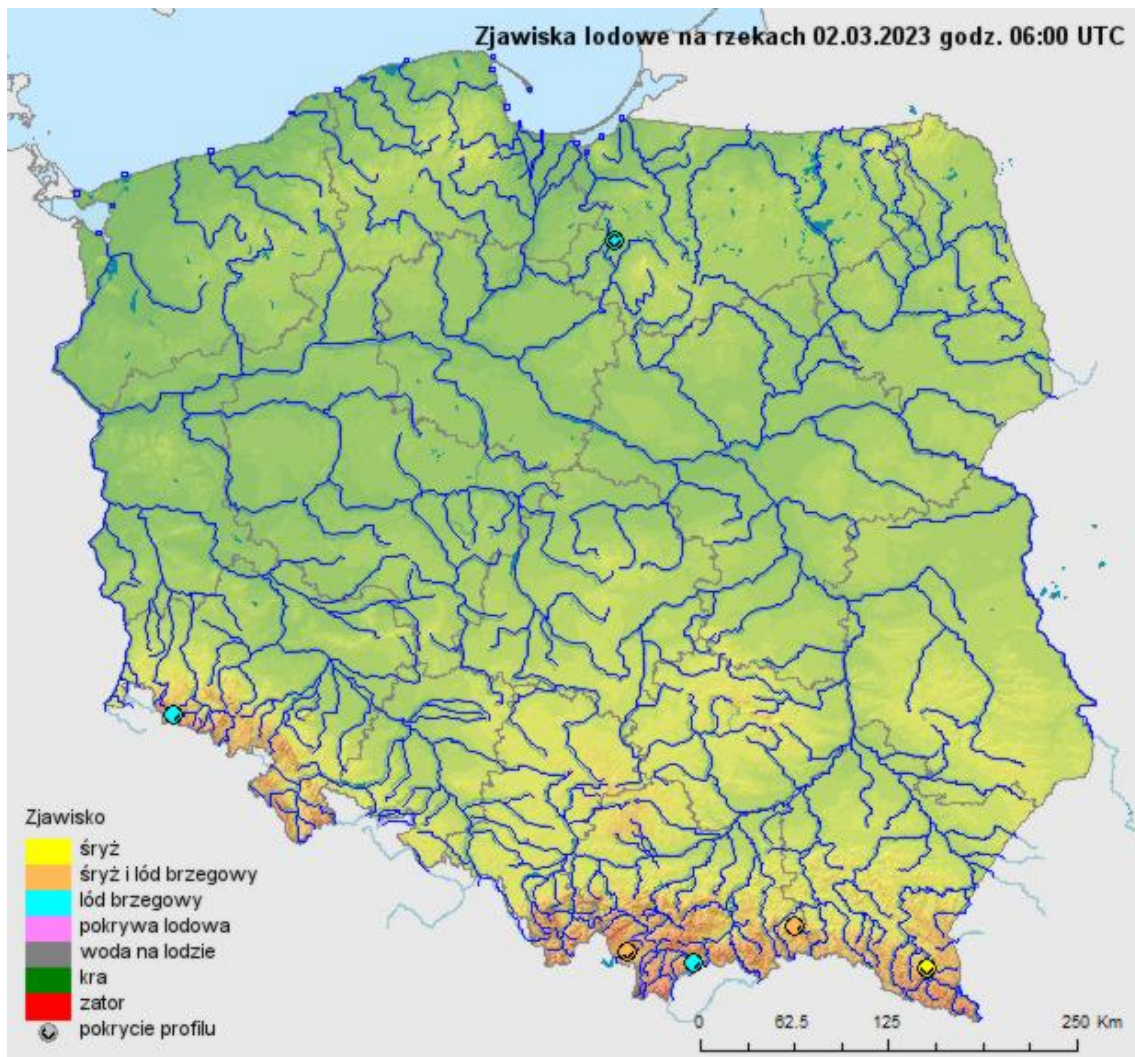 Zjawiska lodowe na rzekach 02.03.2023 godz. 06:00 UTC
Zjawisko
śryż
śryż i lód brzegowy
lód brzegowy
pokrywa lodowa
woda na lodzie
kra
zator
pokrycie profilu
0 62.5 125 250 Km